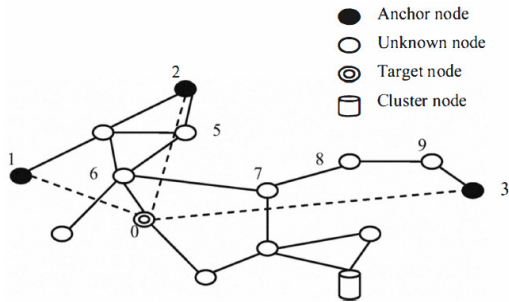 Anchor node
Unknown node
Target node
Cluster node
2
5
1
6
7
8
9
3
0